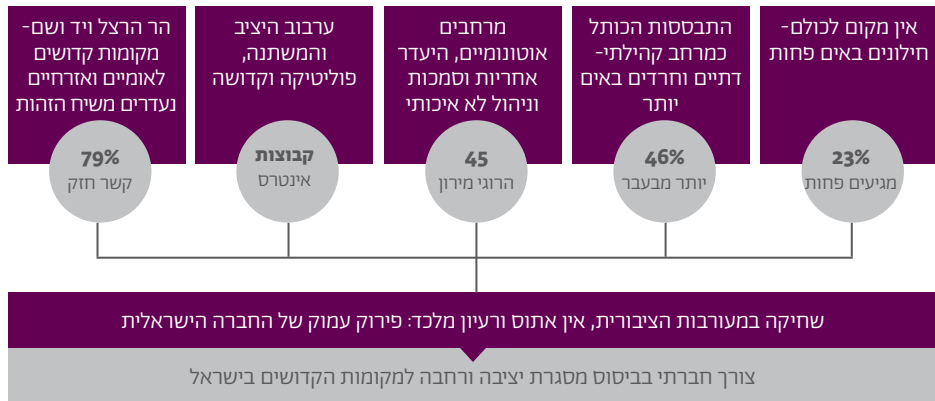 אין מקום לכולם-
חילונים באים פחות
23%
מגיעים פחות
התבססות הכותל
כמרחב קהילתי-
דתיים וחרדים באים
יותר
46%
יותר מבעבר
מרחבים
אוטונומיים, היעדר
אחריות וסמכות
וניהול לא איכותי
45
הרוגי מירון
ערבוב היציב
והמשתנה,
פוליטיקה וקדושה
קבוצות
אינטרס
הר הרצל ויד ושם-
מקומות קדושים
לאומיים ואזרחיים
נעדרים משיח הזהות
79%
קשר חזק
שחיקה במעורבות הציבורית, אין אתוס ורעיון מלכד: פירוק עמוק של החברה הישראלית
צורך חברתי בביסוס מסגרת יציבה ורחבה למקומות הקדושים בישראל